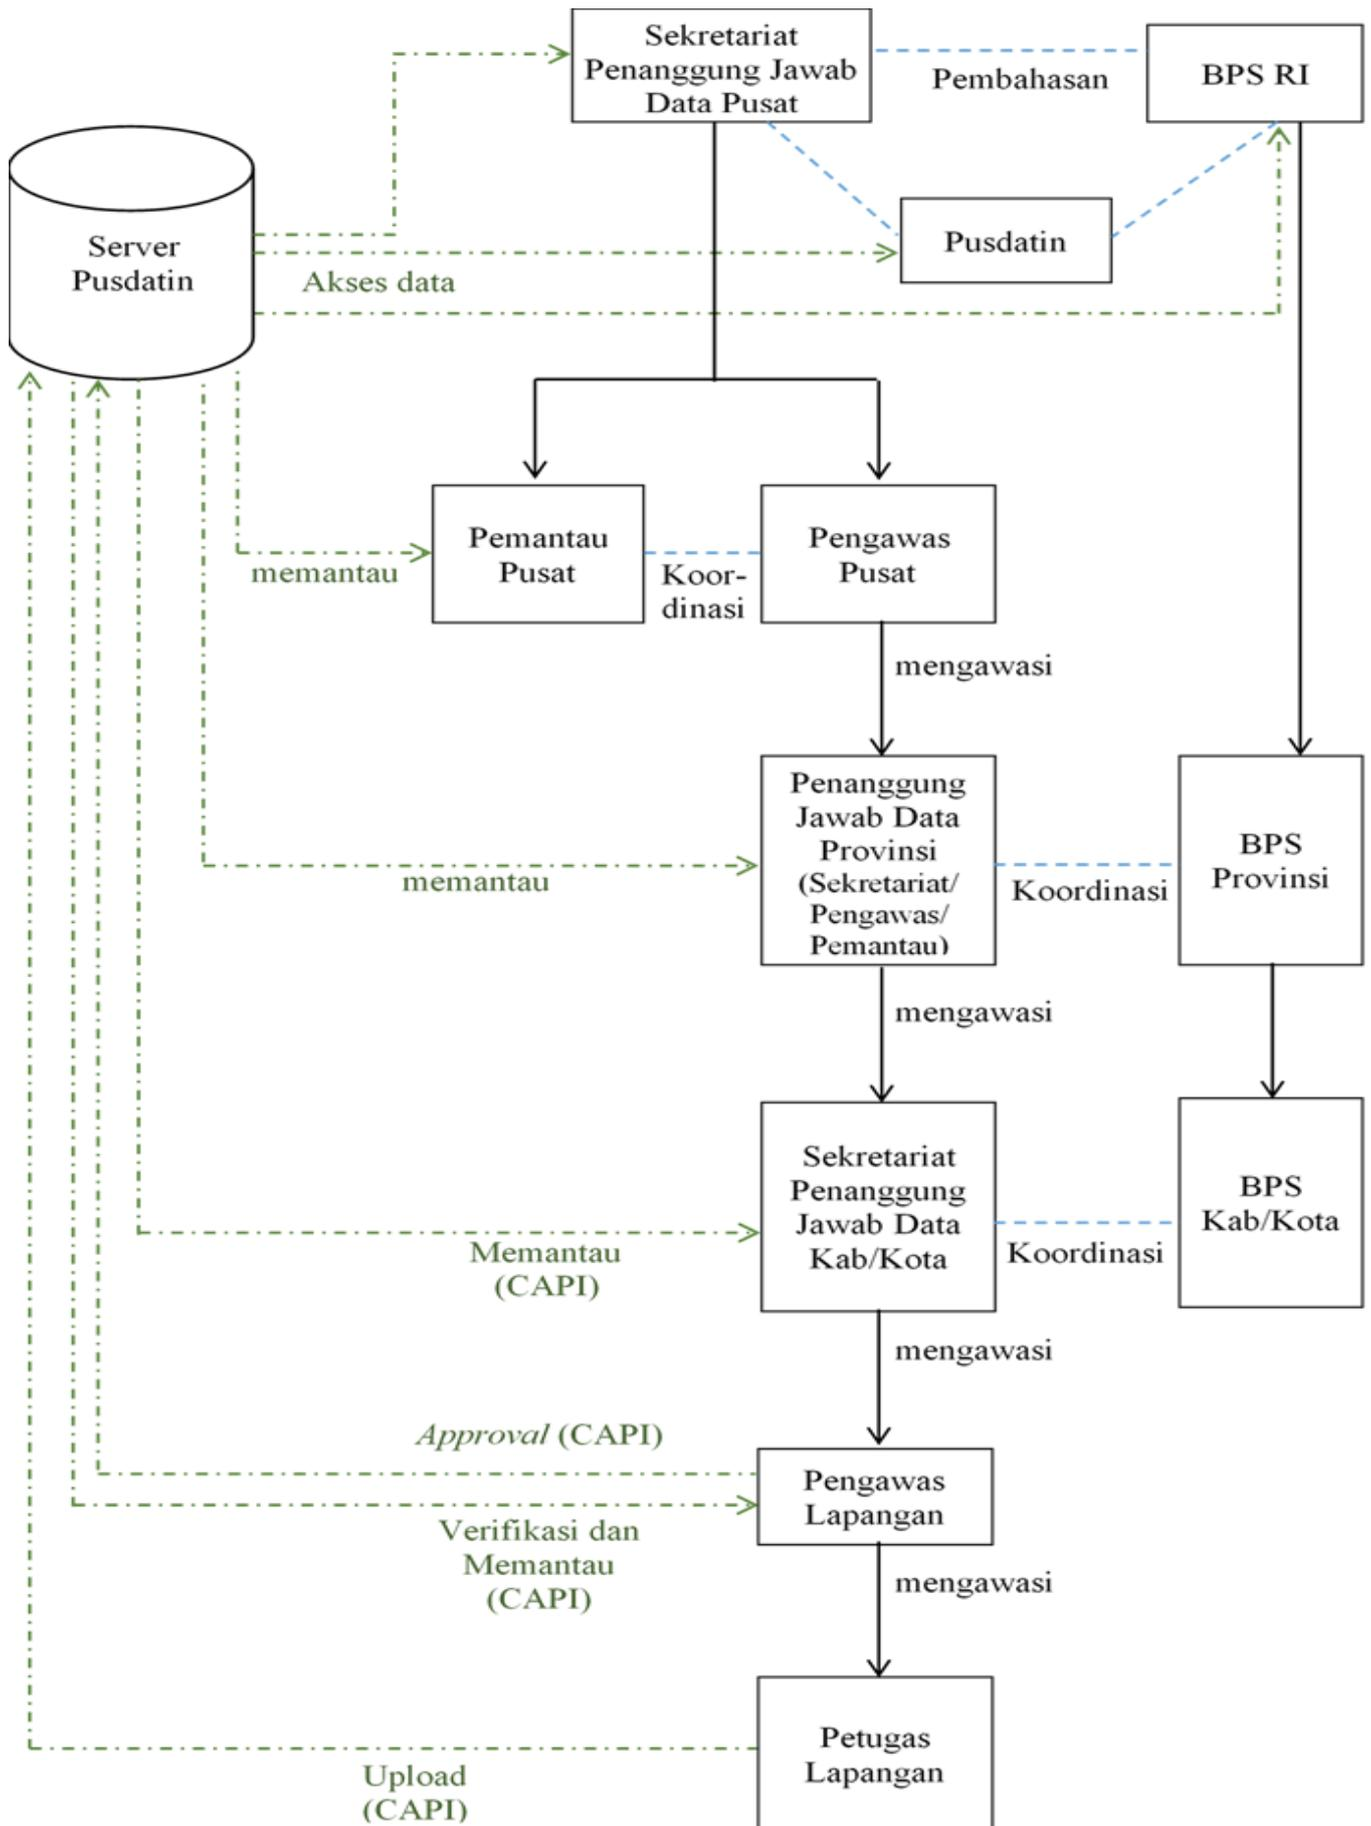 Sekretariat
Penanggung Jawab
Data Pusat
Pembahasan
BPS RI
Server
Pusdatin
Pusdatin
Akses data
Pemantau
Pusat
Koor-
dinasi
Pengawas
Pusat
memantau
mengawasi
Penanggung
Jawab Data
Provinsi
(Sekretariat/
Pengawas/
Pemantau)
memantau
Koordinasi
BPS
Provinsi
mengawasi
Sekretariat
Penanggung
Jawab Data
Kab/Kota
Memantau
(CAPI)
Koordinasi
BPS
Kab/Kota
mengawasi
Approval (CAPI)
Pengawas
Lapangan
Verifikasi dan
Memantau
(CAPI)
mengawasi
Petugas
Lapangan
Upload
(CAPI)